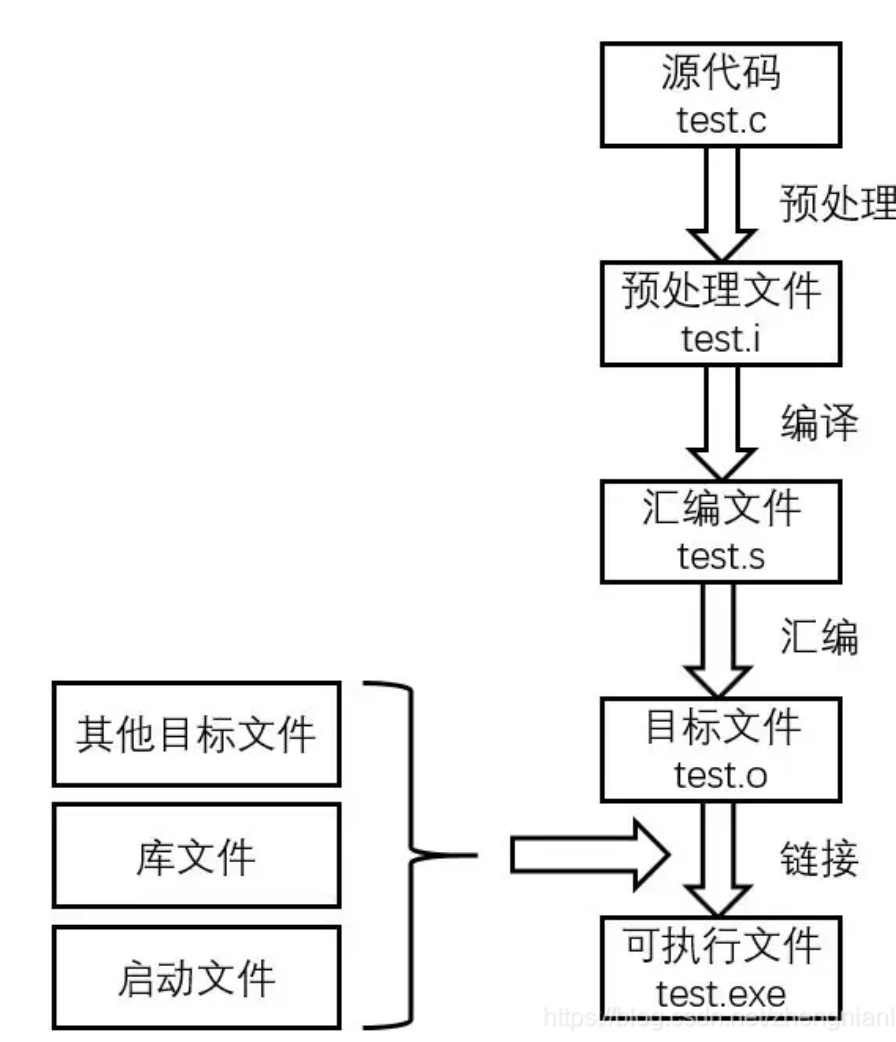 源代码
test.c
预处理
预处理文件
test.i
编译
汇编文件
test.s
汇编
目标文件
test.o
其他目标文件
库文件
启动文件
链接
可执行文件
test.exe
https://blog.csdn.net/zhengnianl